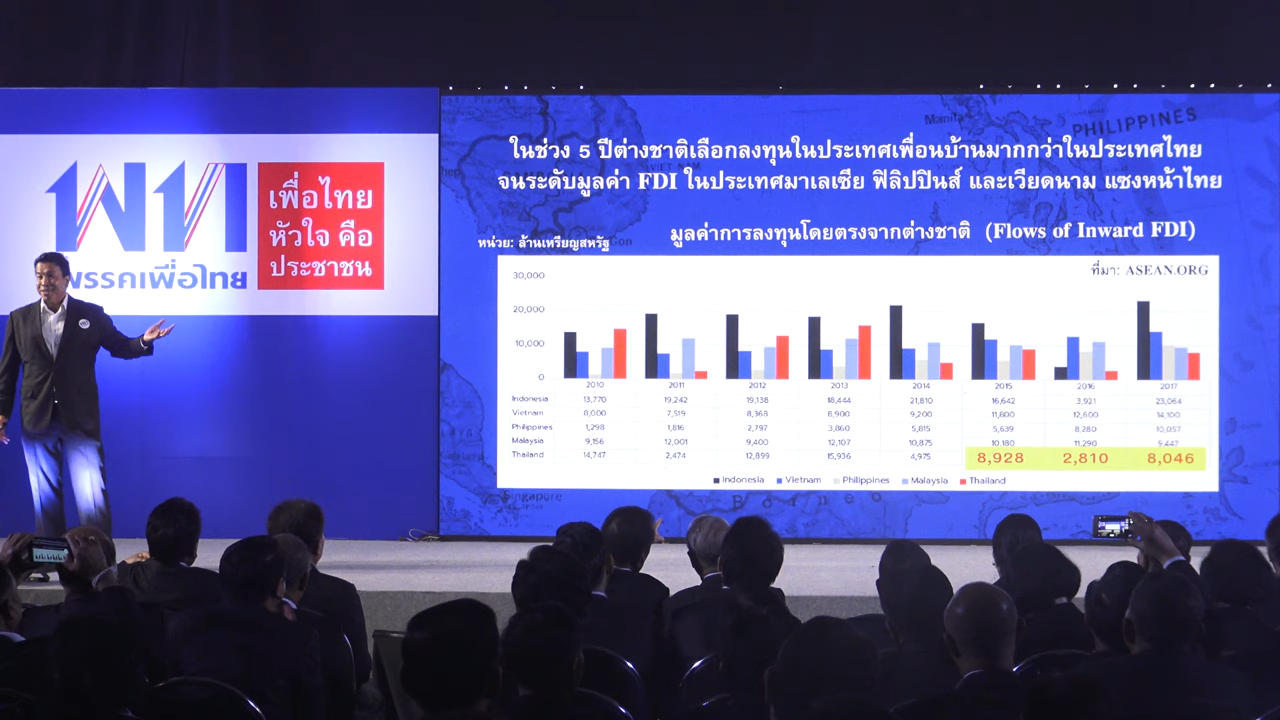 พท
พรรคเพื่อไทย
เพื่อไทย
หัวใจ คือ
ประชาชน
Manila
PHILIPPINES
ในช่วง 5 ปีต่างชาติเลือกลงทุนในประเทศเพื่อนบ้านมากกว่าในประเทศไทย
จนระดับมูลค่า FDI ในประเทศมาเลเซีย ฟิลิปปินส์ และเวียดนาม แซงหน้าไทย
มูลค่าการลงทุนโดยตรงจากต่างชาติ (Flows of Inward FDI)
หน่วย: ล้านเหรียญสหรัฐ
ที่มา: ASEAN.ORG
30,000
20,000
10,000
0
2010 2011 2012 2013 2014 2015 2016 2017
Indonesia 13,770 19,242 19,138 18,444 21,810 16,642 3,921 23,064
Vietnam 8,000 7,519 8,368 8,900 9,200 11,800 12,600 14,100
Philippines 1,298 1,816 2,797 3,860 5,815 5,639 8,280 10,057
Malaysia 9,156 12,001 9,400 12,107 10,875 10,180 11,290 9,447
Thailand 14,747 2,474 12,899 15,936 4,975 8,928 2,810 8,046
Indonesia Vietnam Philippines Malaysia Thailand
Singapore
Borneo